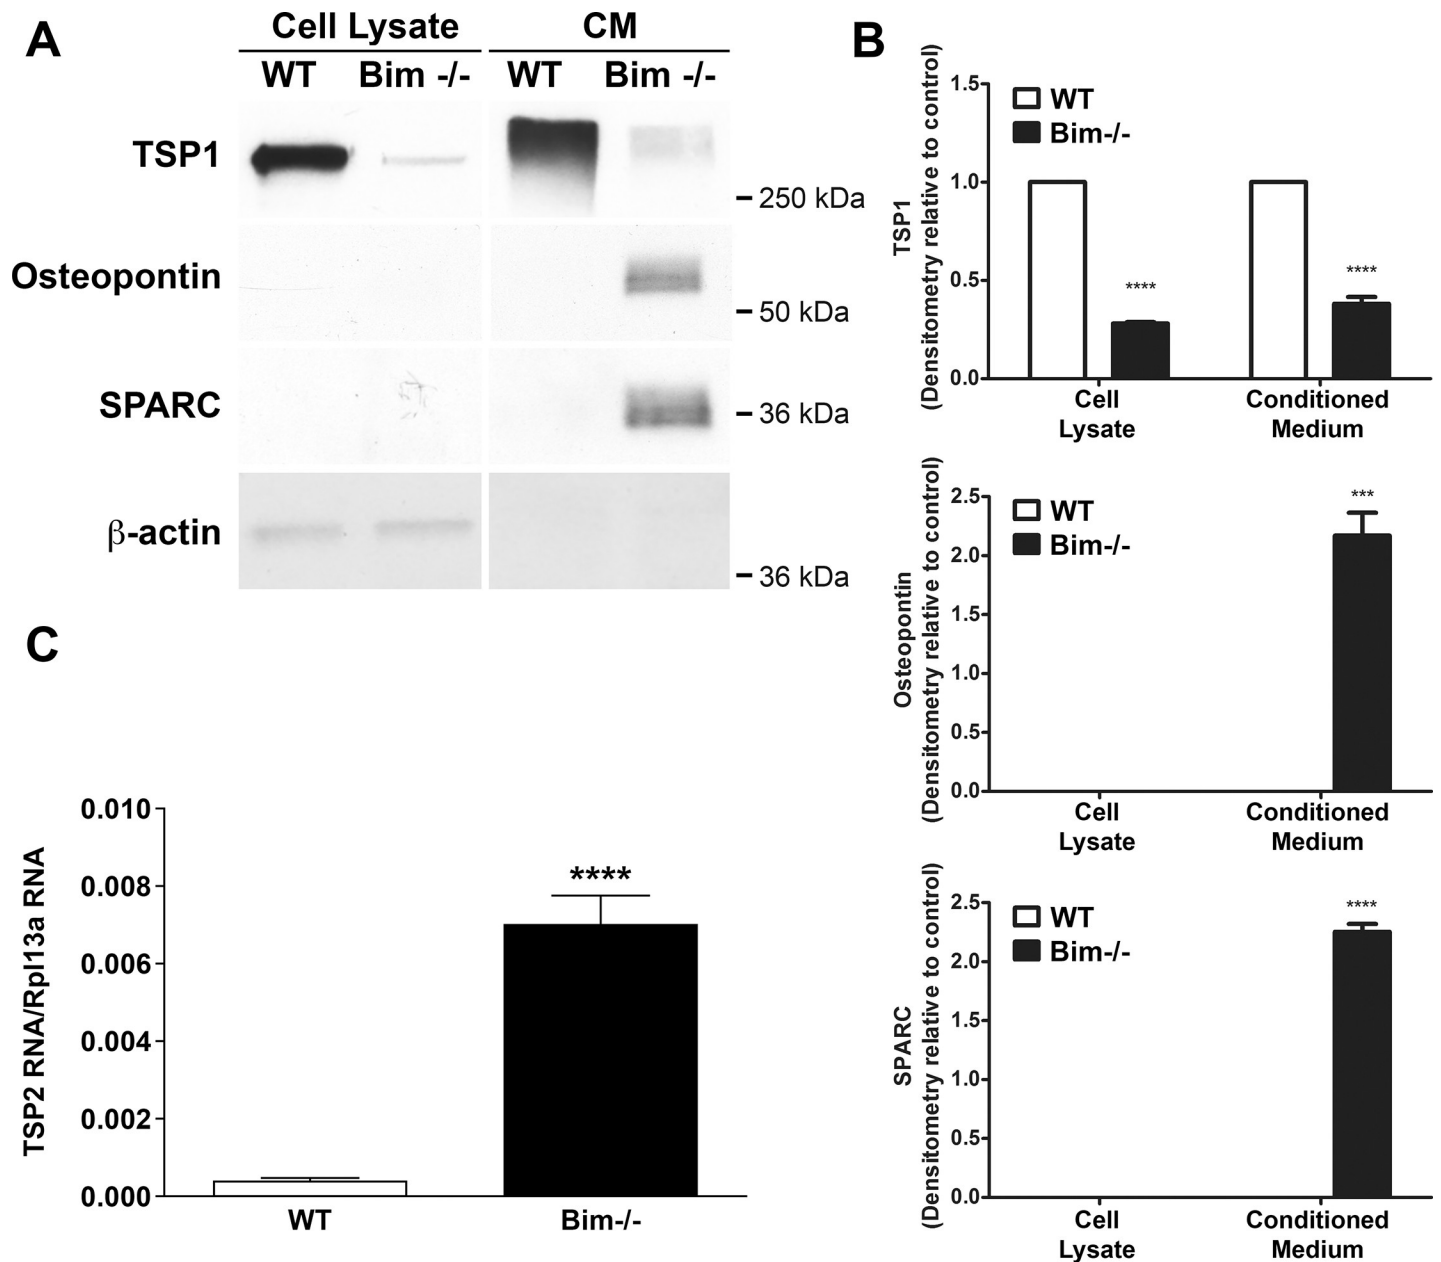 A
Cell Lysate CM
WT Bim -/- WT Bim -/-
TSP1
250 kDa
Osteopontin
50 kDa
SPARC
36 kDa
β-actin
36 kDa
B
TSP1
(Densitometry relative to control)
1.5
1.0
0.5
0.0
WT
Bim-/-
****
****
Cell
Lysate
Conditioned
Medium
Osteopontin
(Densitometry relative to control)
2.5
2.0
1.5
1.0
0.5
0.0
WT
Bim-/-
***
Cell
Lysate
Conditioned
Medium
SPARC
(Densitometry relative to control)
2.5
2.0
1.5
1.0
0.5
0.0
WT
Bim-/-
****
Cell
Lysate
Conditioned
Medium
C
TSP2 RNA/Rpl13a RNA
0.010
0.008
0.006
0.004
0.002
0.000
****
WT
Bim-/-